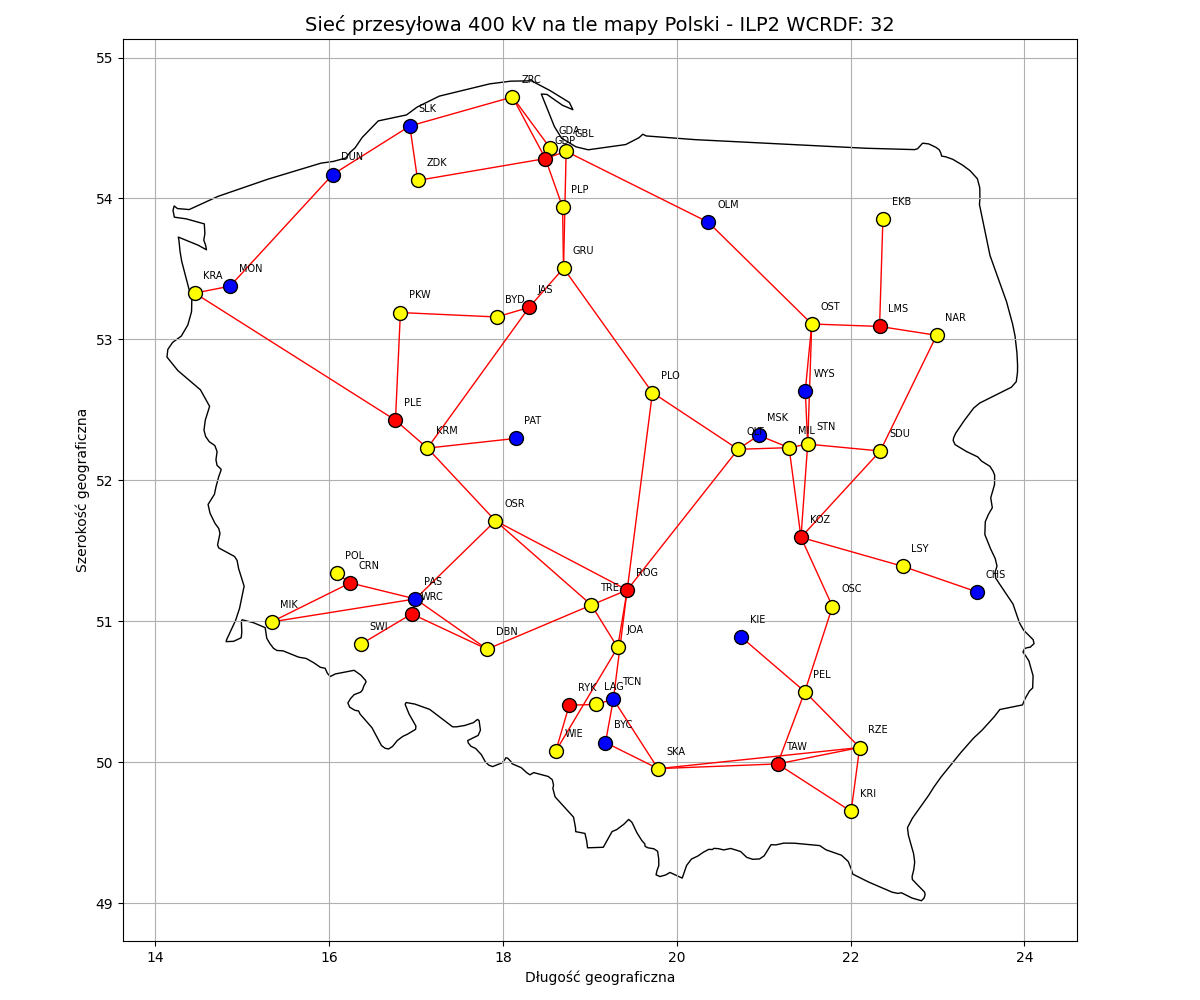 Sieć przesyłowa 400 kV na tle mapy Polski - ILP2 WCRDF: 32
55
54
53
52
51
50
49
Szerokość geograficzna
ZRC
SLK
GDA
GBL
GDP
DUN
ZDK
PLP
OLM
EKB
GRU
KRA
MON
PKW
BYD
JAS
OST
LMS
NAR
PLO
WYS
PLE
KRM
PAT
MSK
MIL
STN
SDU
OSR
KOZ
POL
CRN
LSY
CHS
PAS
WRC
ROG
TRE
OSC
MIK
SWI
DBN
JOA
KIE
RYK
LAG
TCN
PEL
WIE
BYC
SKA
TAW
RZE
KRI
14
16
18
20
22
24
Długość geograficzna